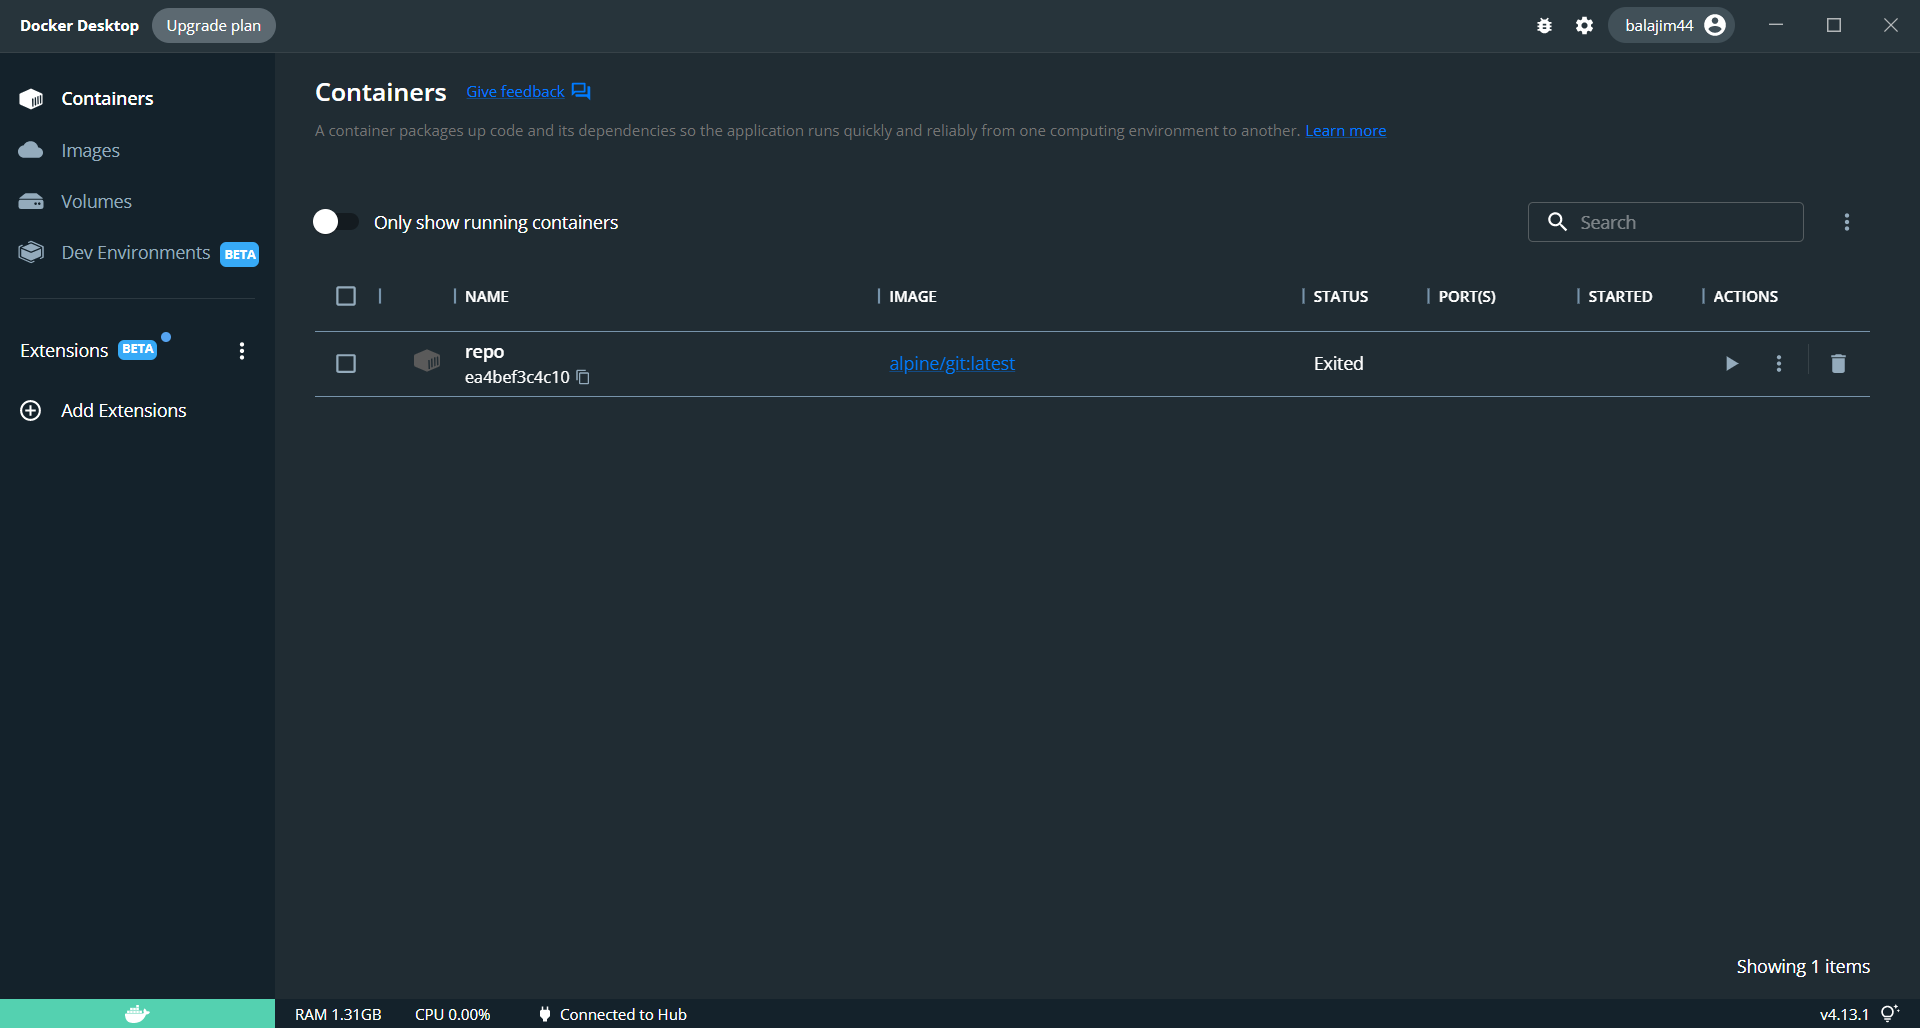 Docker Desktop
Upgrade plan
balajim44
Containers
Images
Volumes
Dev Environments BETA
Extensions BETA
Add Extensions
Containers Give feedback
A container packages up code and its dependencies so the application runs quickly and reliably from one computing environment to another. Learn more
Only show running containers
Search
NAME IMAGE STATUS PORT(S) STARTED ACTIONS
repo
ea4bef3c4c10
alpine/git:latest
Exited
Showing 1 items
RAM 1.31GB CPU 0.00% Connected to Hub
v4.13.1